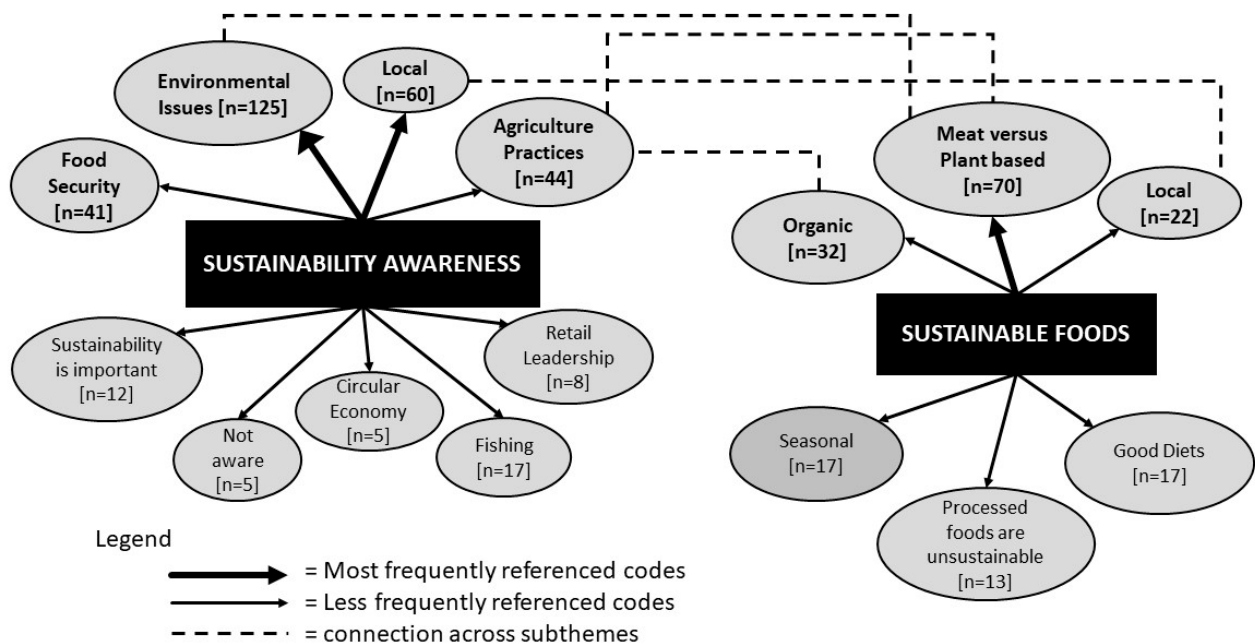 Environmental
Issues [n=125]
Local
[n=60]
Agriculture
Practices
[n=44]
Food
Security
[n=41]
SUSTAINABILITY AWARENESS
Sustainability
is important
[n=12]
Not
aware
[n=5]
Circular
Economy
[n=5]
Fishing
[n=17]
Retail
Leadership
[n=8]
Meat versus
Plant based
[n=70]
Organic
[n=32]
Local
[n=22]
SUSTAINABLE FOODS
Seasonal
[n=17]
Processed
foods are
unsustainable
[n=13]
Good Diets
[n=17]
Legend
= Most frequently referenced codes
= Less frequently referenced codes
= connection across subthemes